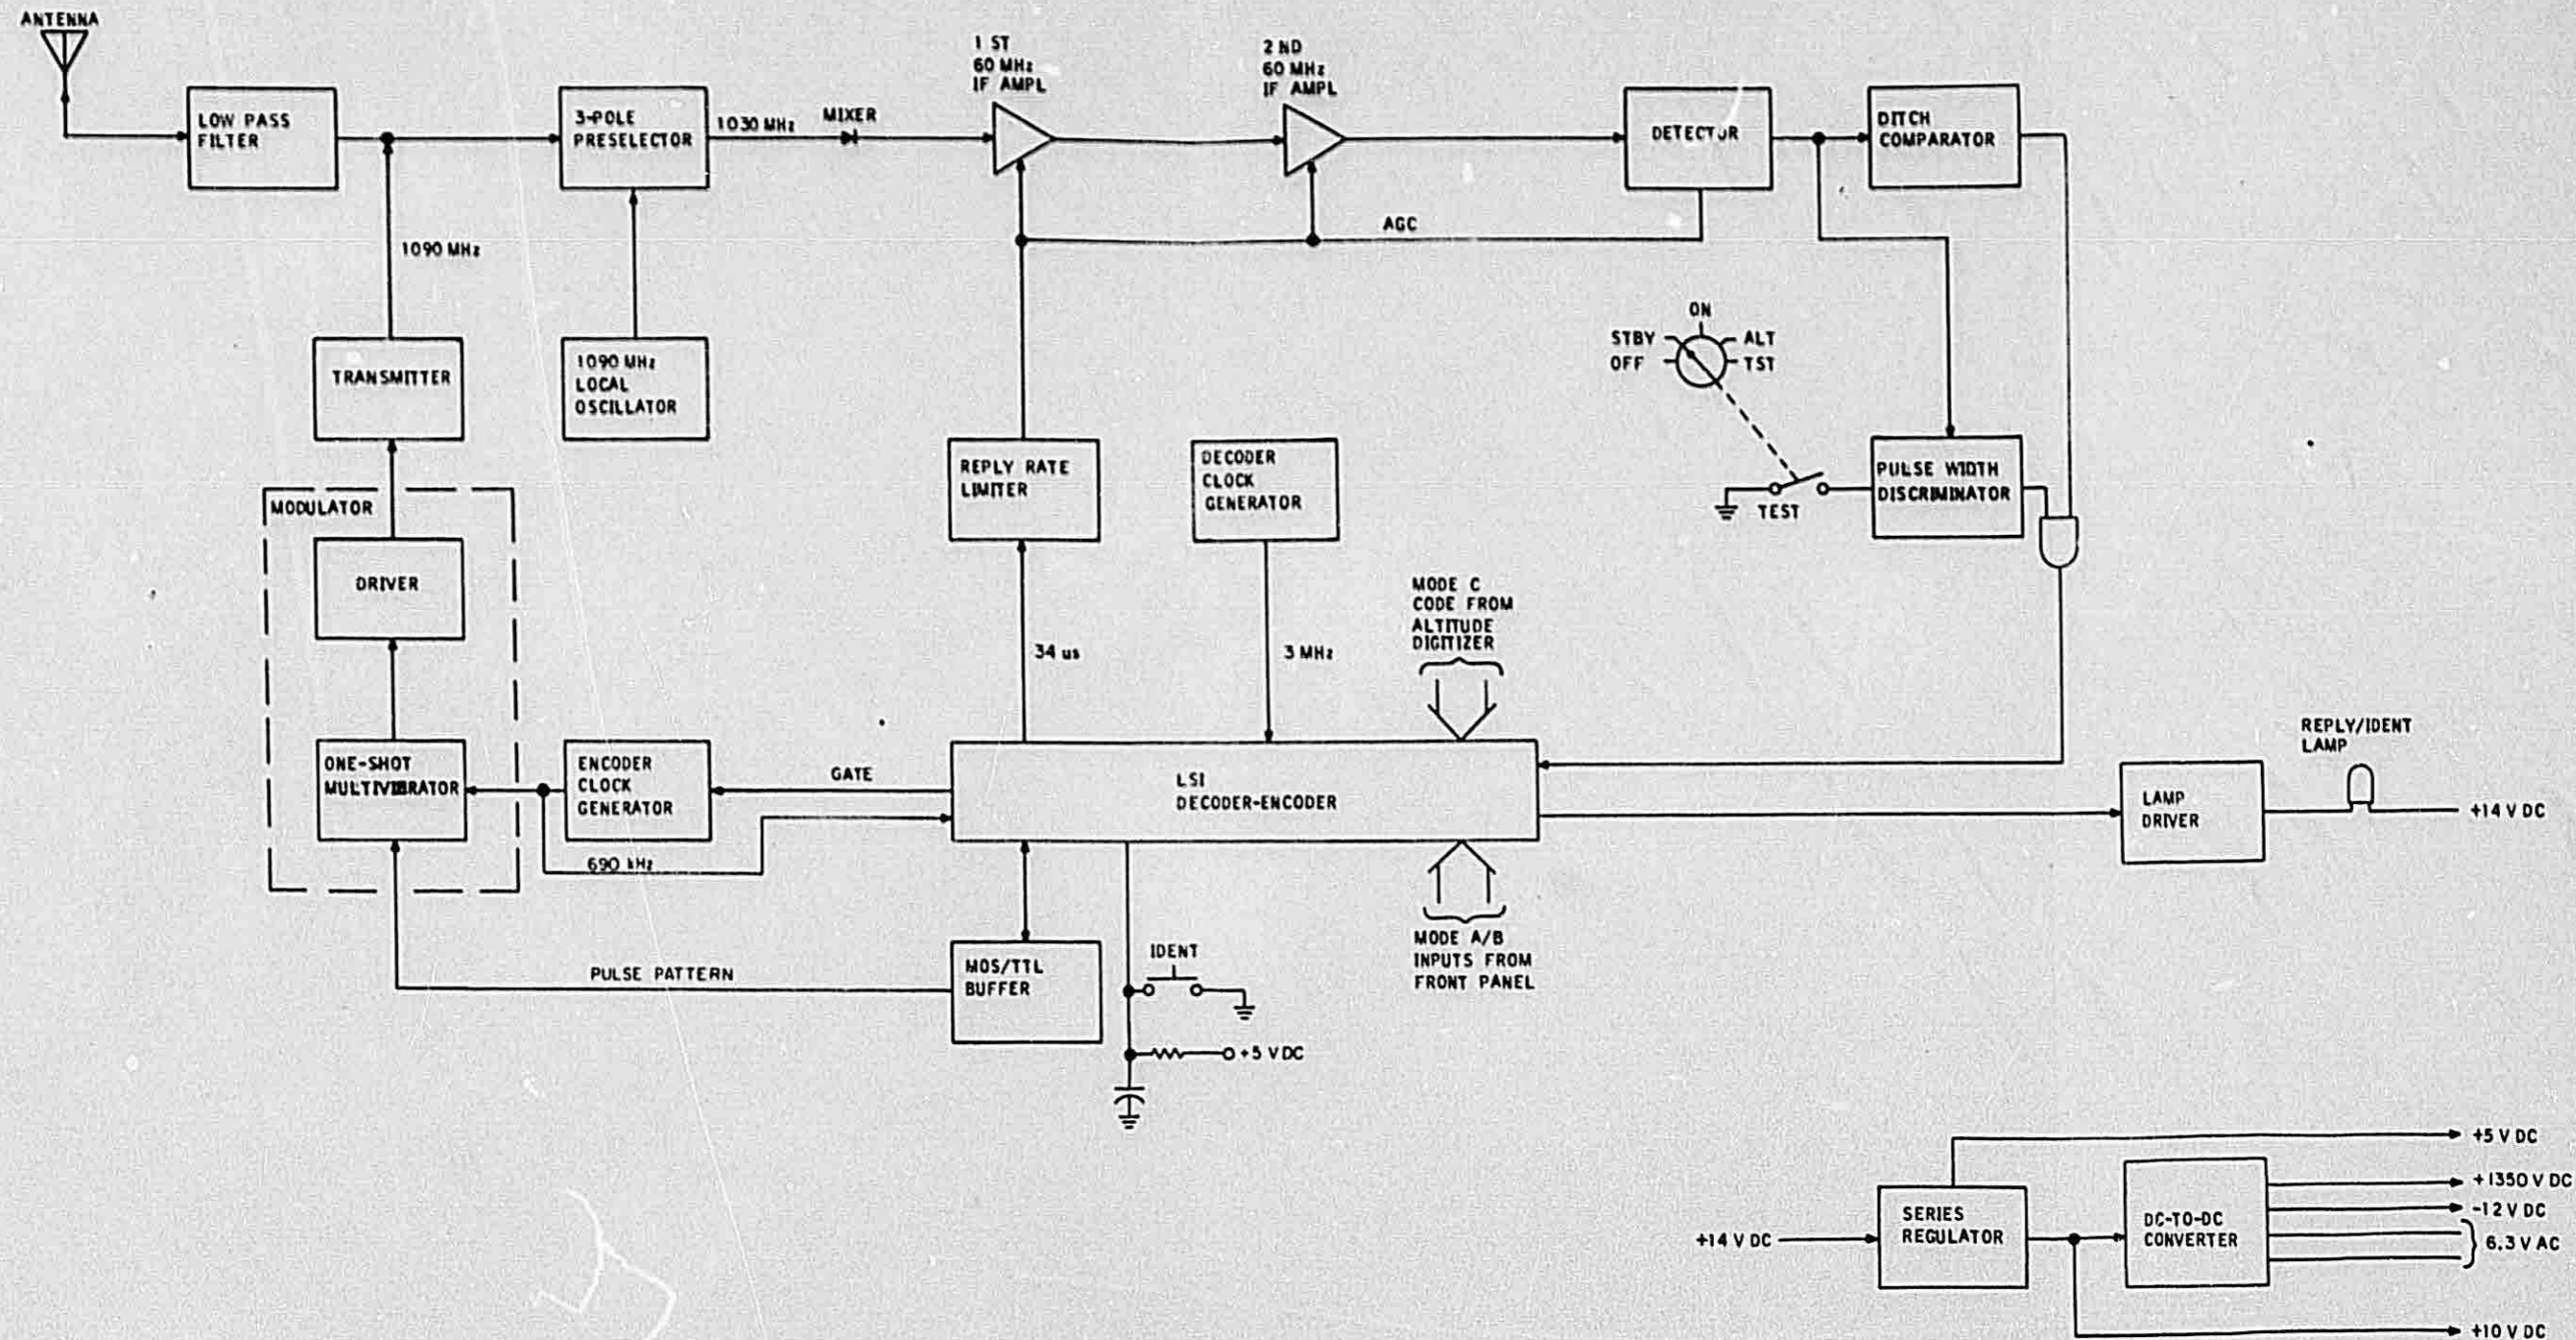 ANTENNA
LOW PASS
FILTER
3-POLE
PRESELECTOR
1030 MHz
MIXER
1 ST
60 MHz
IF AMPL
2 ND
60 MHz
IF AMPL
DETECTOR
DITCH
COMPARATOR
AGC
1090 MHz
TRANSMITTER
1090 MHz
LOCAL
OSCILLATOR
ON
STBY
ALT
OFF
TST
TEST
PULSE WIDTH
DISCRIMINATOR
REPLY RATE
LIMITER
DECODER
CLOCK
GENERATOR
MODULATOR
DRIVER
34 us
3 MHz
MODE C
CODE FROM
ALTITUDE
DIGITIZER
ONE-SHOT
MULTIVIBRATOR
ENCODER
CLOCK
GENERATOR
GATE
690 kHz
LSI
DECODER-ENCODER
LAMP
DRIVER
REPLY/IDENT
LAMP
+14 V DC
PULSE PATTERN
MOS/TTL
BUFFER
IDENT
+5 V DC
MODE A/B
INPUTS FROM
FRONT PANEL
+14 V DC
SERIES
REGULATOR
DC-TO-DC
CONVERTER
+5 V DC
+1350 V DC
-12 V DC
6.3 V AC
+10 V DC